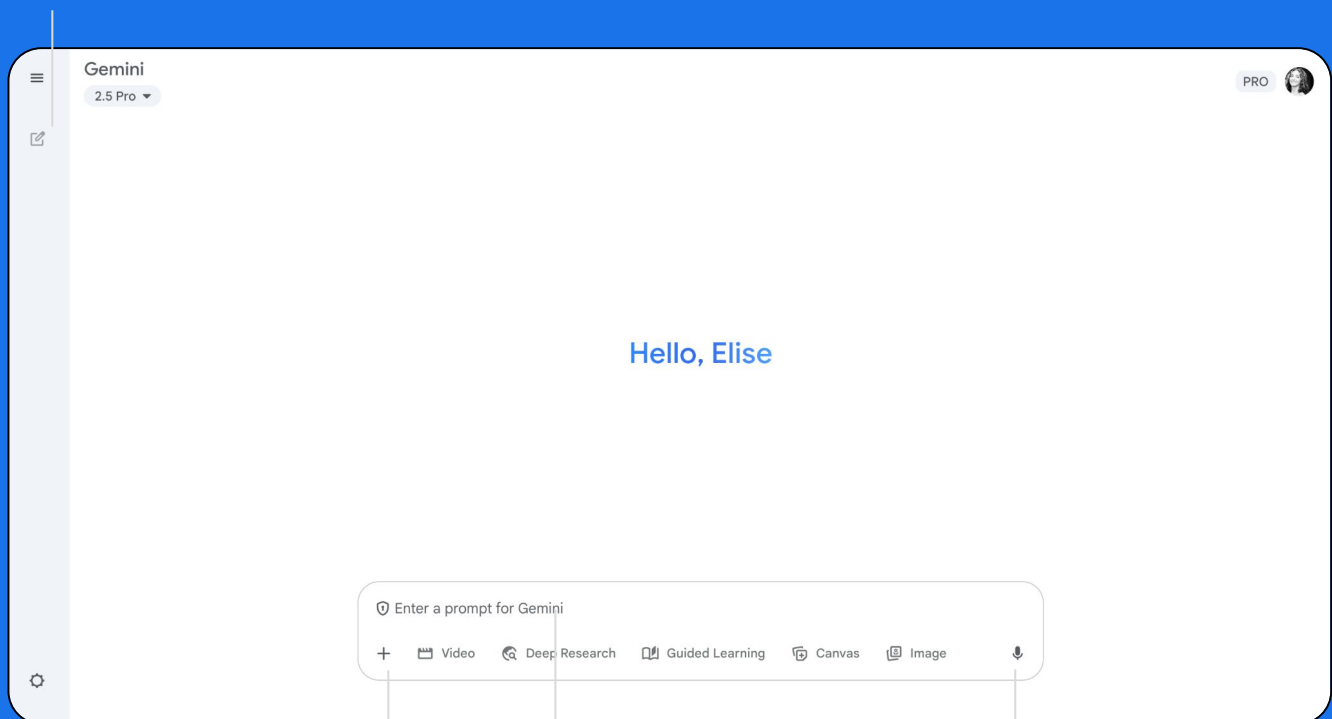 Gemini
2.5 Pro
PRO
Hello, Elise
Enter a prompt for Gemini
Video Deep Research Guided Learning Canvas Image